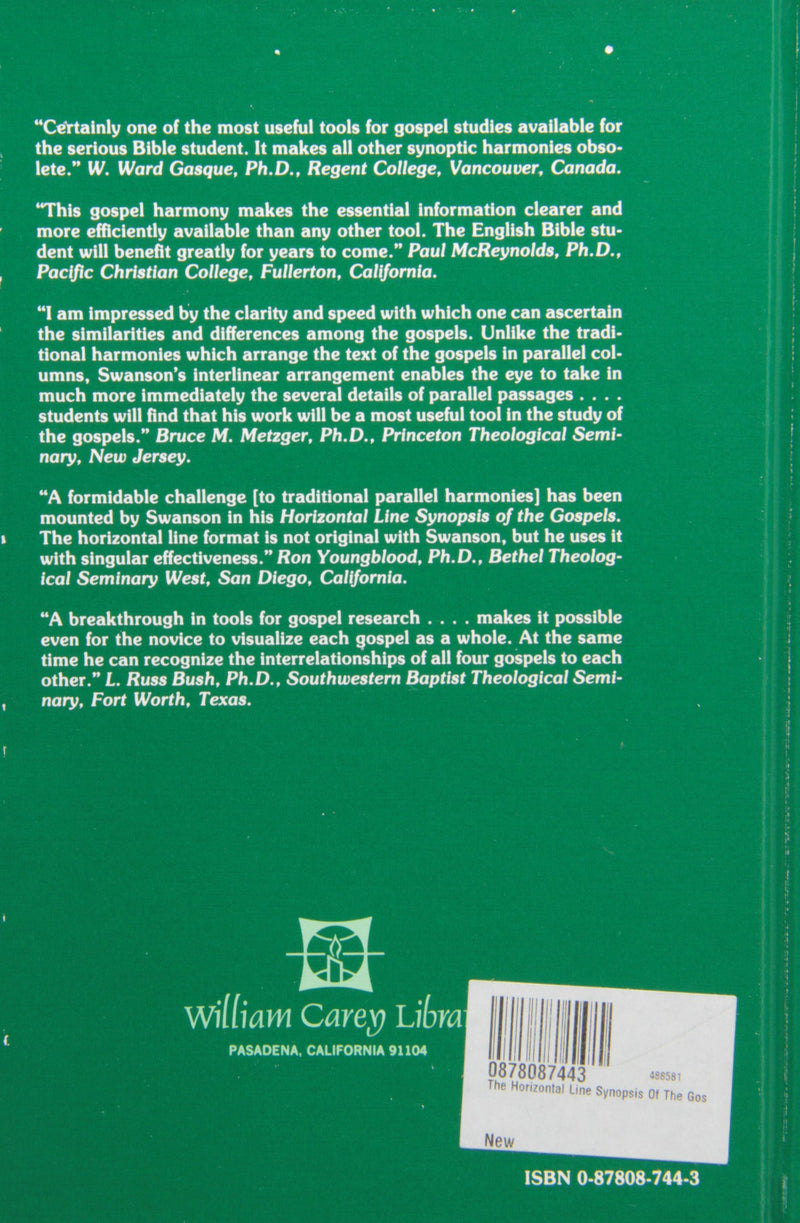 “Certainly one of the most useful tools for gospel studies available for
the serious Bible student. It makes all other synoptic harmonies obso-
lete.” W. Ward Gasque, Ph.D., Regent College, Vancouver, Canada.
“This gospel harmony makes the essential information clearer and
more efficiently available than any other tool. The English Bible stu-
dent will benefit greatly for years to come.” Paul McReynolds, Ph.D.,
Pacific Christian College, Fullerton, California.
“I am impressed by the clarity and speed with which one can ascertain
the similarities and differences among the gospels. Unlike the tradi-
tional harmonies which arrange the text of the gospels in parallel col-
umns, Swanson’s interlinear arrangement enables the eye to take in
much more immediately the several details of parallel passages . . . .
students will find that his work will be a most useful tool in the study of
the gospels.” Bruce M. Metzger, Ph.D., Princeton Theological Semi-
nary, New Jersey.
“A formidable challenge [to traditional parallel harmonies] has been
mounted by Swanson in his Horizontal Line Synopsis of the Gospels.
The horizontal line format is not original with Swanson, but he uses it
with singular effectiveness.” Ron Youngblood, Ph.D., Bethel Theolog-
ical Seminary West, San Diego, California.
“A breakthrough in tools for gospel research . . . . makes it possible
even for the novice to visualize each gospel as a whole. At the same
time he can recognize the interrelationships of all four gospels to each
other.” L. Russ Bush, Ph.D., Southwestern Baptist Theological Semi-
nary, Fort Worth, Texas.
William Carey Libra
PASADENA, CALIFORNIA 91104
0878087443 488581
The Horizontal Line Synopsis Of The Gos
New
ISBN 0-87808-744-3